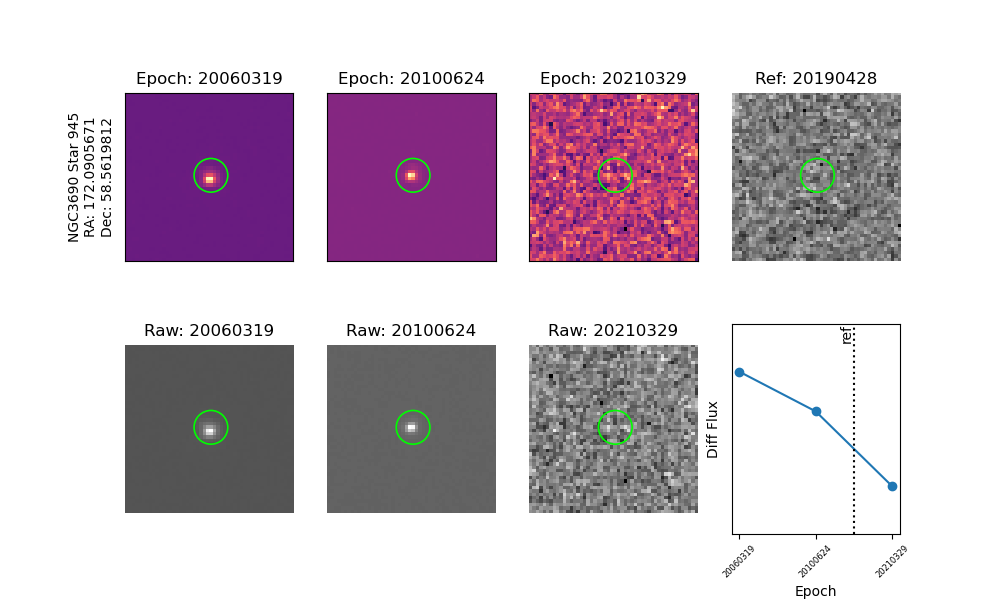 Epoch: 20060319
Epoch: 20100624
Epoch: 20210329
Ref: 20190428
NGC3690 Star 945
RA: 172.0905671
Dec: 58.5619812
Raw: 20060319
Raw: 20100624
Raw: 20210329
ref
Diff Flux
20060319
20100624
20210329
Epoch